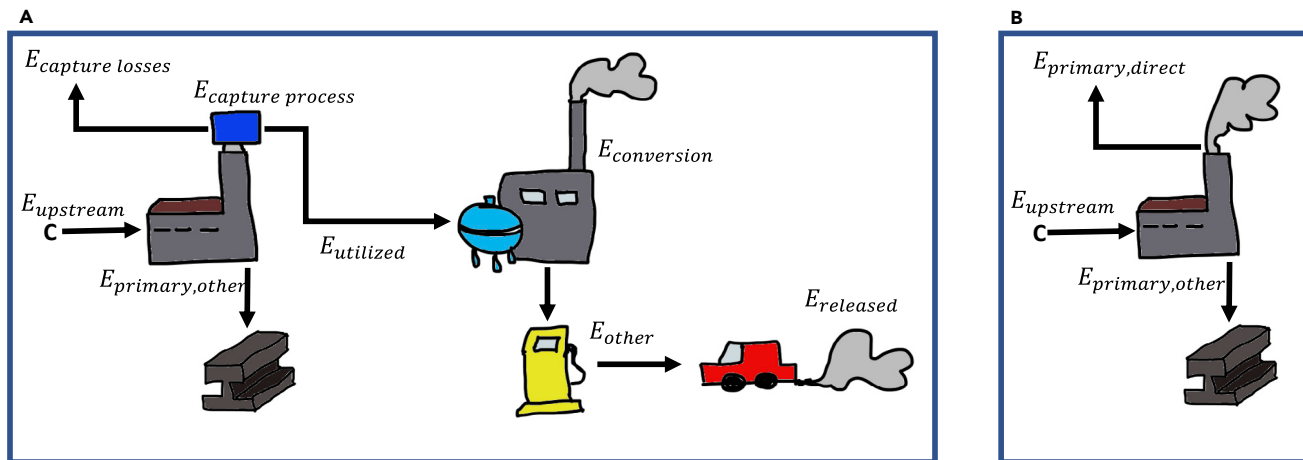 A
E_capture losses
E_capture process
E_conversion
E_upstream
C
E_utilized
E_primary,other
E_released
E_other
B
E_primary,direct
E_upstream
C
E_primary,other